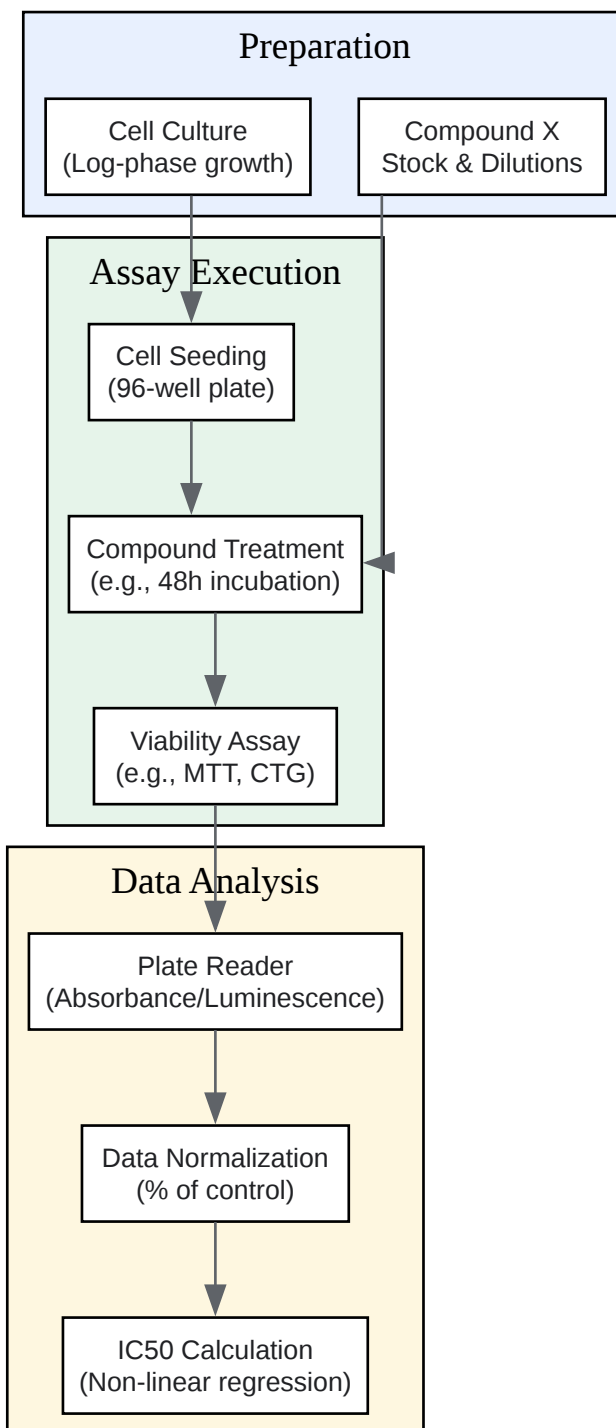 Preparation
Cell Culture
(Log-phase growth)
Compound X
Stock & Dilutions
Assay Execution
Cell Seeding
(96-well plate)
Compound Treatment
(e.g., 48h incubation)
Viability Assay
(e.g., MTT, CTG)
Data Analysis
Plate Reader
(Absorbance/Luminescence)
Data Normalization
(% of control)
IC50 Calculation
(Non-linear regression)